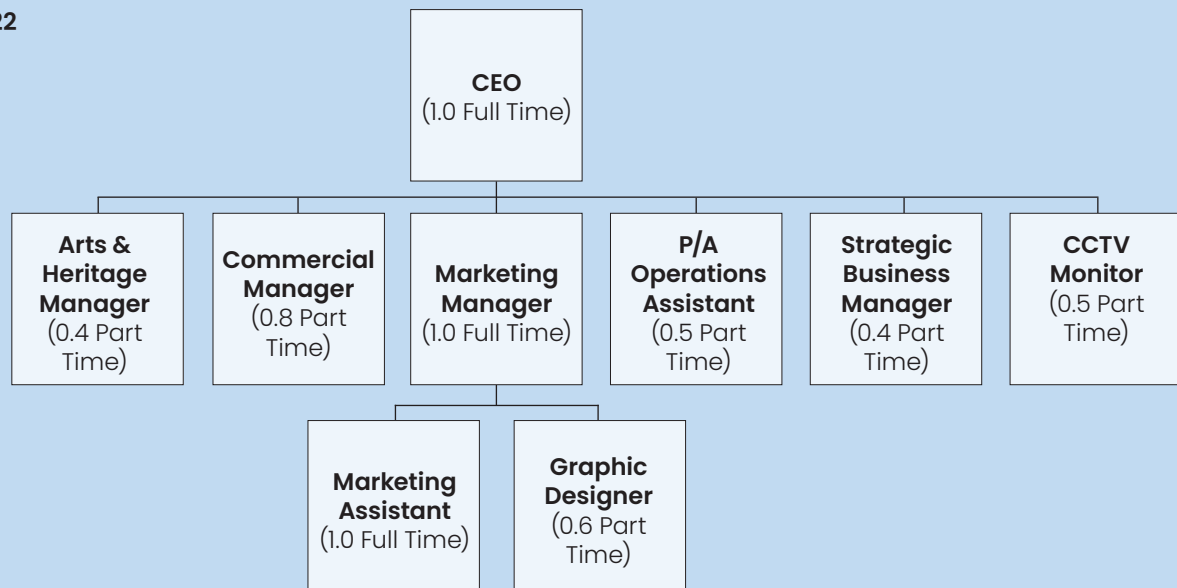 22
CEO
(1.0 Full Time)
Arts &
Heritage
Manager
(0.4 Part
Time)
Commercial
Manager
(0.8 Part
Time)
Marketing
Manager
(1.0 Full Time)
P/A
Operations
Assistant
(0.5 Part
Time)
Strategic
Business
Manager
(0.4 Part
Time)
CCTV
Monitor
(0.5 Part
Time)
Marketing
Assistant
(1.0 Full Time)
Graphic
Designer
(0.6 Part
Time)